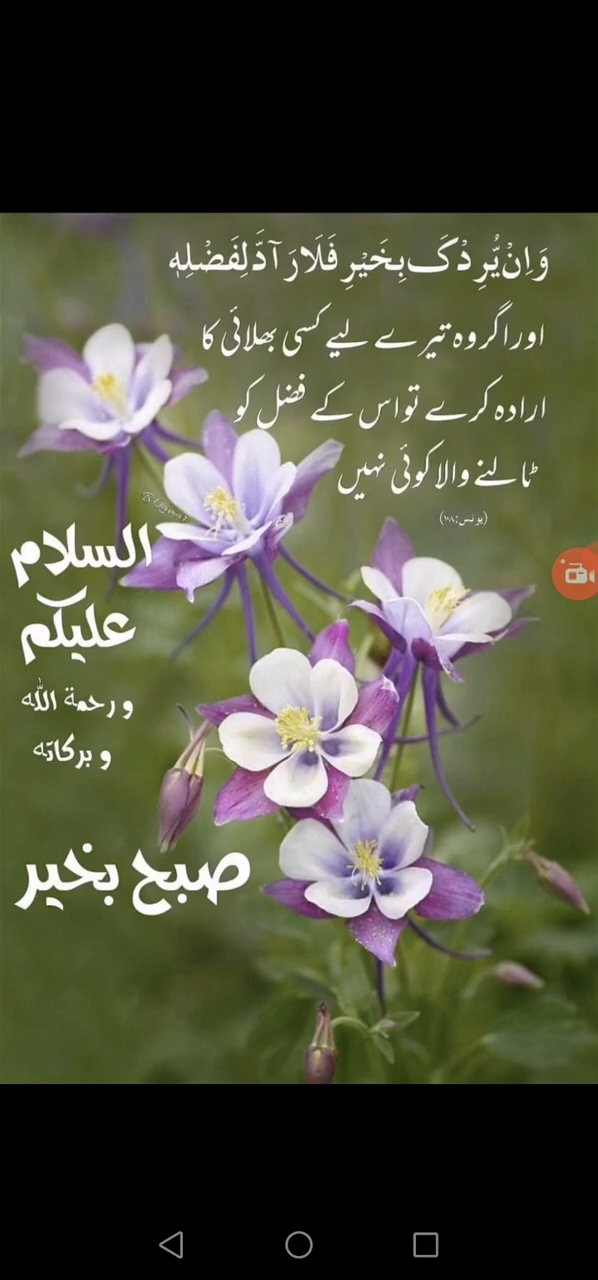 وَاِنْ يُّرِدْكَ بِخَيْرٍ فَلَا رَآدَّ لِفَضْلِهٖ
اور اگر وہ تیرے لیے کسی بھلائی کا
ارادہ کرے تو اس کے فضل کو
ٹالنے والا کوئی نہیں
(یونس:۱۰۸)
السلام
علیکم
و رحمة الله
و برکاته
صبح بخیر